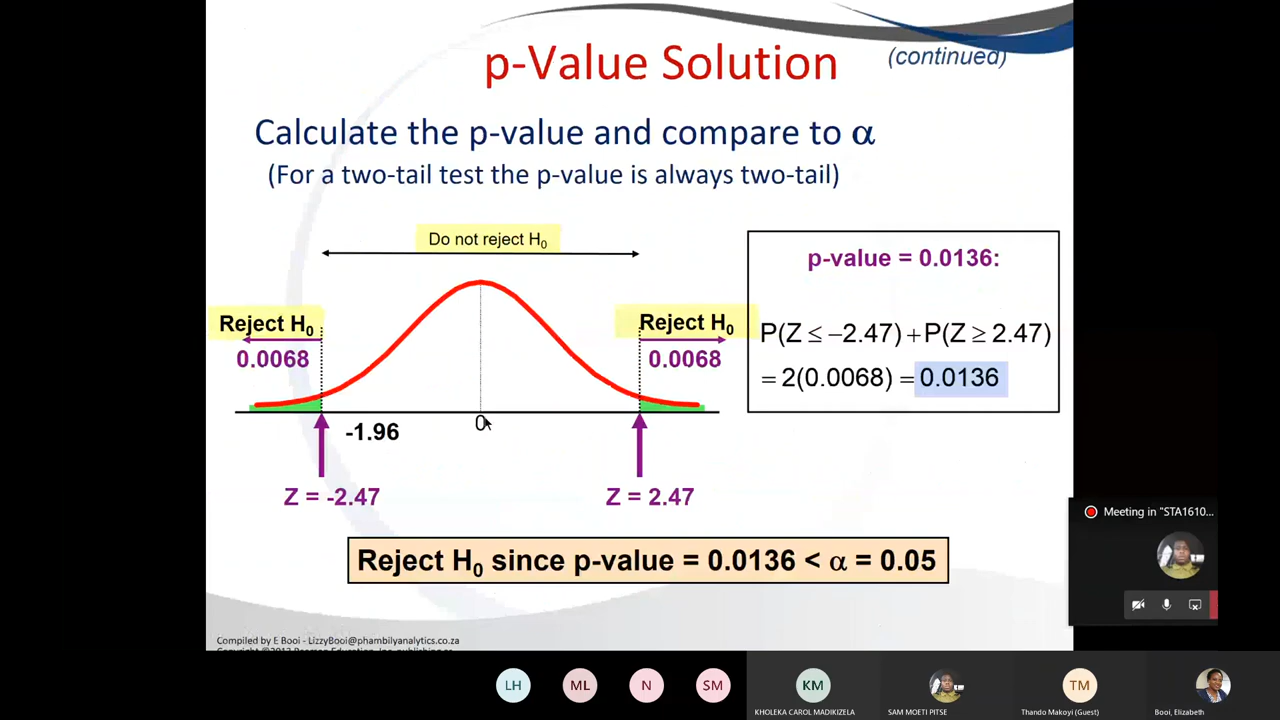 p-Value Solution
(continued)
Calculate the p-value and compare to α
(For a two-tail test the p-value is always two-tail)
Do not reject H0
Reject H0
0.0068
Reject H0
0.0068
-1.96
0
Z = -2.47
Z = 2.47
p-value = 0.0136:
P(Z ≤ −2.47) + P(Z ≥ 2.47)
= 2(0.0068) = 0.0136
Reject H0 since p-value = 0.0136 < α = 0.05
Compiled by E Booi - LizzyBooi@phambilyanalytics.co.za
Meeting in "STA1610...
LH
ML
N
SM
KM
TM
KHOLEKA CAROL MADIKIZELA
SAM MOETI PITSE
Thando Makoyi (Guest)
Booi, Elizabeth